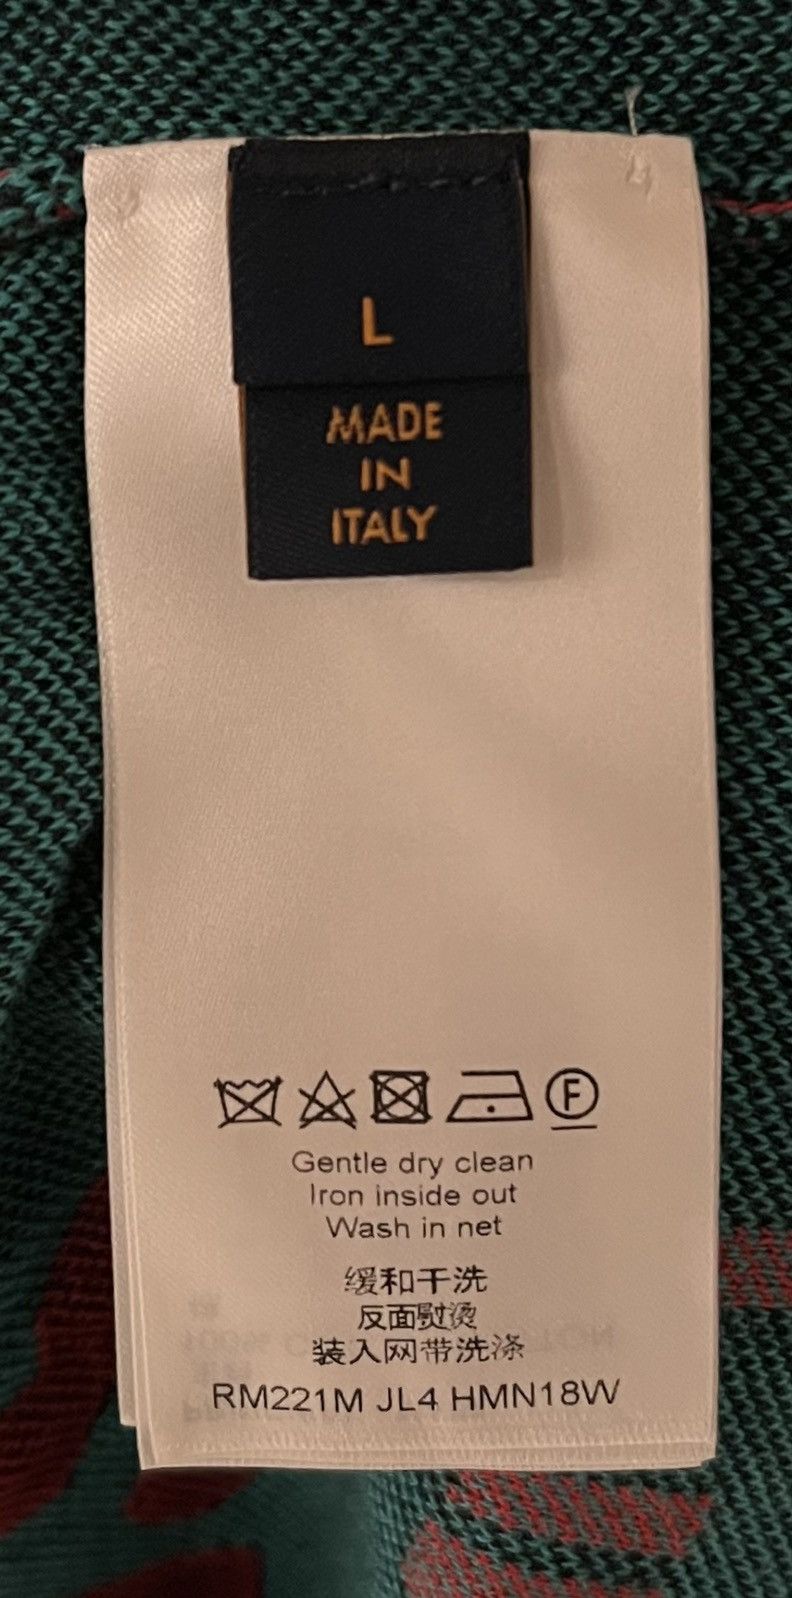 L
MADE
IN
ITALY
F
Gentle dry clean
Iron inside out
Wash in net
缓和干洗
反面熨烫
装入网带洗涤
RM221M JL4 HMN18W